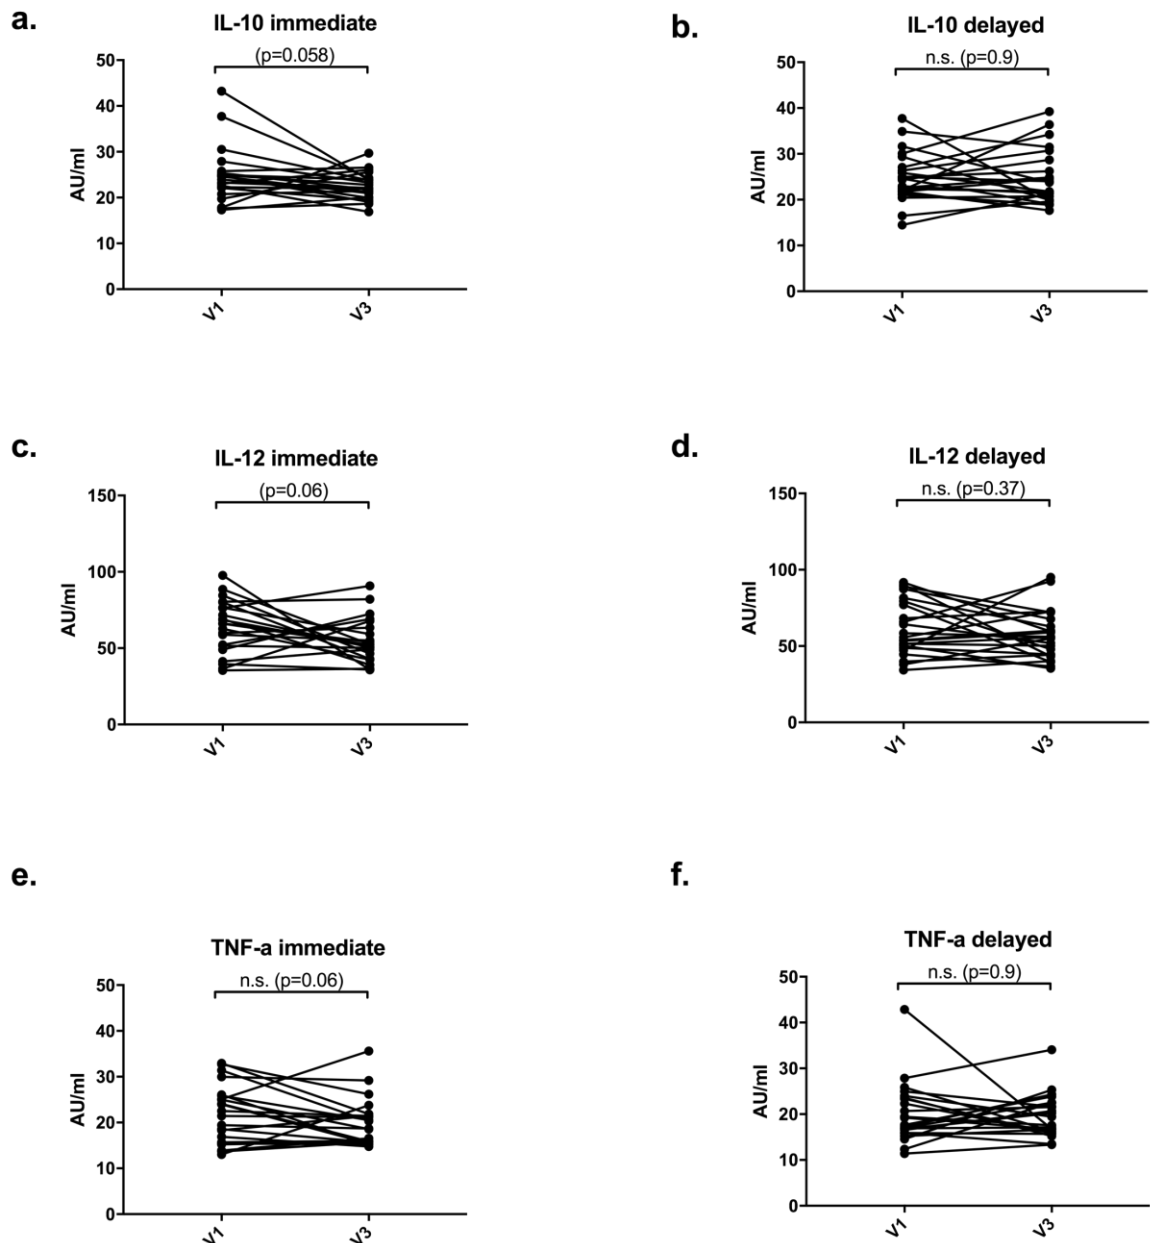 a.
IL-10 immediate
(p=0.058)
50
40
30
20
10
0
AU/ml
V1
V3
b.
IL-10 delayed
n.s. (p=0.9)
50
40
30
20
10
0
AU/ml
V1
V3
c.
IL-12 immediate
(p=0.06)
150
100
50
0
AU/ml
V1
V3
d.
IL-12 delayed
n.s. (p=0.37)
150
100
50
0
AU/ml
V1
V3
e.
TNF-a immediate
n.s. (p=0.06)
50
40
30
20
10
0
AU/ml
V1
V3
f.
TNF-a delayed
n.s. (p=0.9)
50
40
30
20
10
0
AU/ml
V1
V3